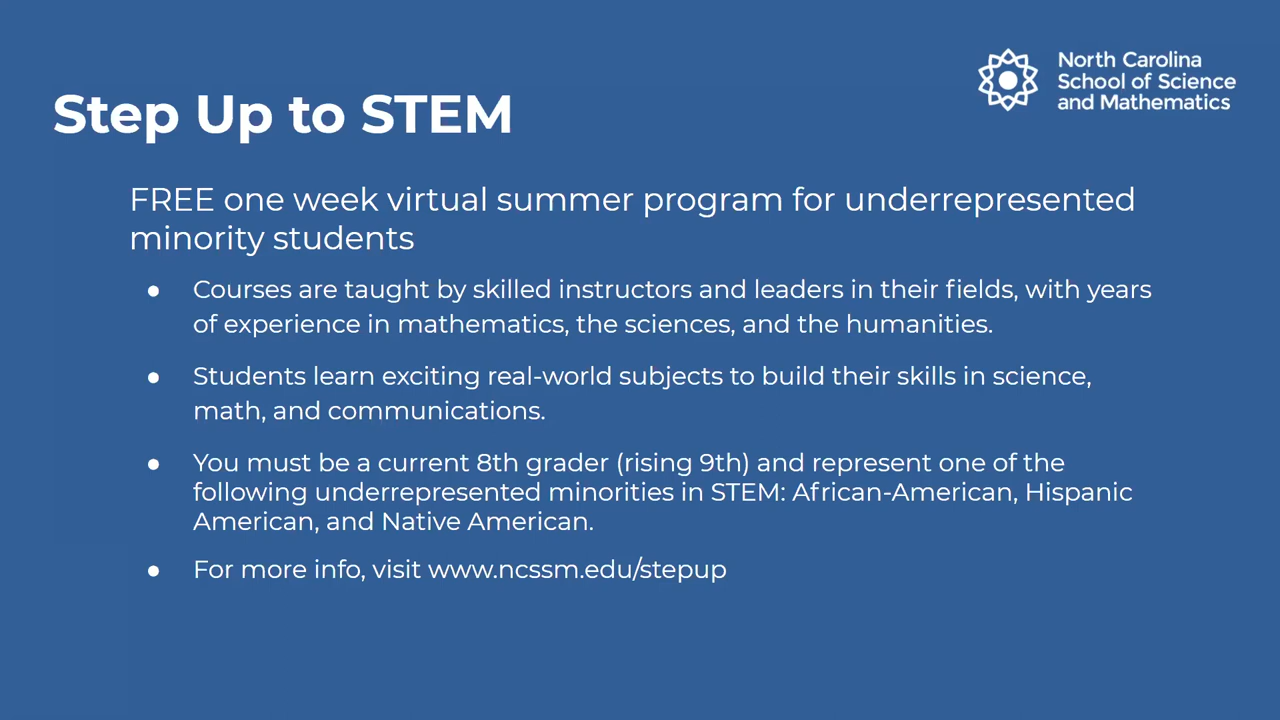 North Carolina
School of Science
and Mathematics
Step Up to STEM
FREE one week virtual summer program for underrepresented
minority students
● Courses are taught by skilled instructors and leaders in their fields, with years
of experience in mathematics, the sciences, and the humanities.
● Students learn exciting real-world subjects to build their skills in science,
math, and communications.
● You must be a current 8th grader (rising 9th) and represent one of the
following underrepresented minorities in STEM: African-American, Hispanic
American, and Native American.
● For more info, visit www.ncssm.edu/stepup